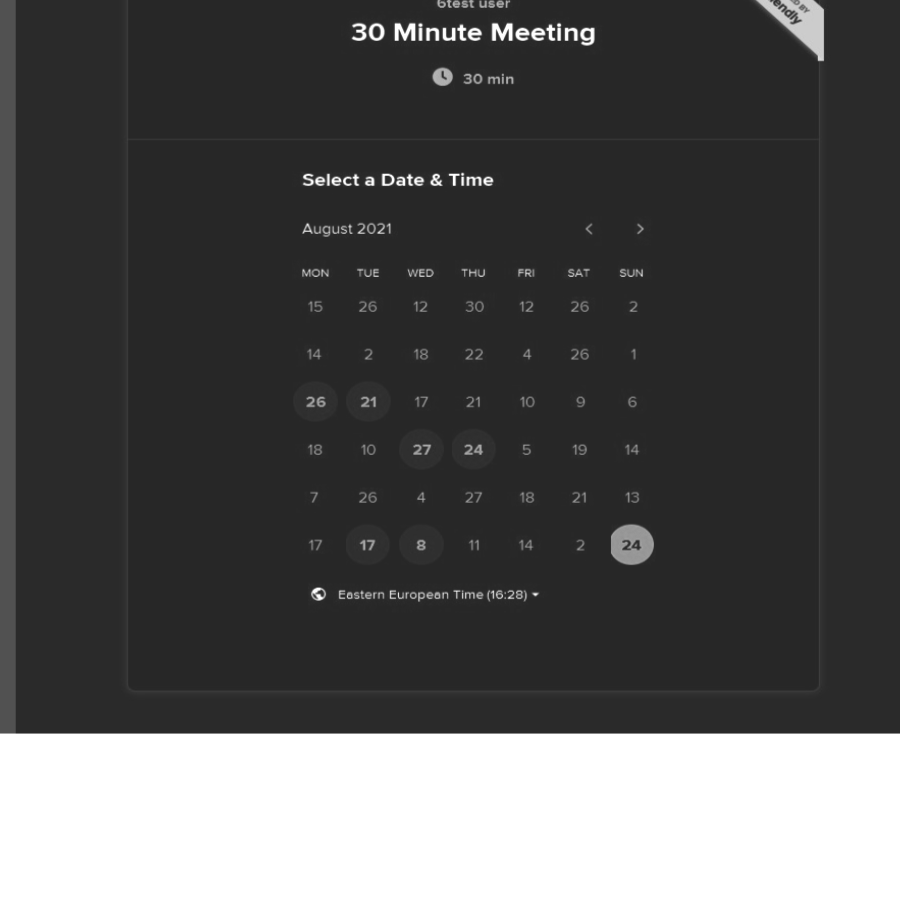 6test user
30 Minute Meeting
30 min
Select a Date & Time
August 2021
MON TUE WED THU FRI SAT SUN
15 26 12 30 12 26 2
14 2 18 22 4 26 1
26 21 17 21 10 9 6
18 10 27 24 5 19 14
7 26 4 27 18 21 13
17 17 8 11 14 2 24
Eastern European Time (16:28)